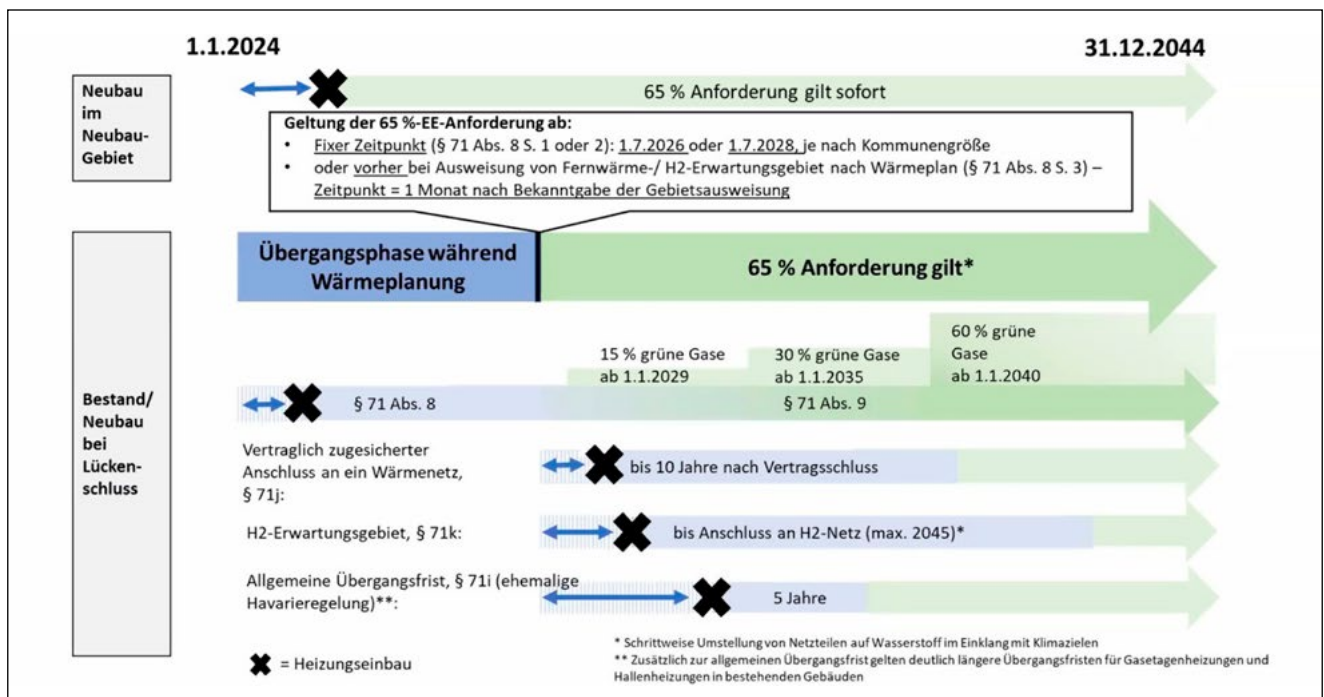 1.1.2024
31.12.2044
Neubau
im
Neubau-
Gebiet
65 % Anforderung gilt sofort
Geltung der 65 %-EE-Anforderung ab:
• Fixer Zeitpunkt (§ 71 Abs. 8 S. 1 oder 2): 1.7.2026 oder 1.7.2028, je nach Kommunengröße
• oder vorher bei Ausweisung von Fernwärme-/ H2-Erwartungsgebiet nach Wärmeplan (§ 71 Abs. 8 S. 3) –
Zeitpunkt = 1 Monat nach Bekanntgabe der Gebietsausweisung
Übergangsphase während
Wärmeplanung
65 % Anforderung gilt*
Bestand/
Neubau
bei
Lücken-
schluss
15 % grüne Gase
ab 1.1.2029
30 % grüne Gase
ab 1.1.2035
60 % grüne
Gase
ab 1.1.2040
§ 71 Abs. 8
§ 71 Abs. 9
Vertraglich zugesicherter
Anschluss an ein Wärmenetz,
§ 71j:
bis 10 Jahre nach Vertragsschluss
H2-Erwartungsgebiet, § 71k:
bis Anschluss an H2-Netz (max. 2045)*
Allgemeine Übergangsfrist, § 71i (ehemalige
Havarieregelung)**:
5 Jahre
= Heizungseinbau
* Schrittweise Umstellung von Netzteilen auf Wasserstoff im Einklang mit Klimazielen
** Zusätzlich zur allgemeinen Übergangsfrist gelten deutlich längere Übergangsfristen für Gasetagenheizungen und
Hallenheizungen in bestehenden Gebäuden